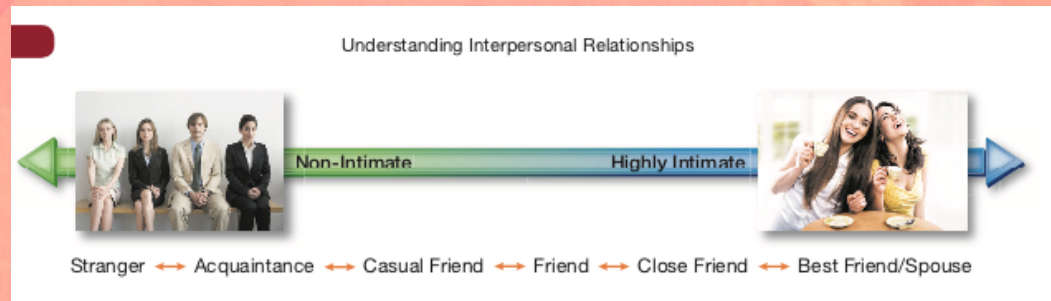 Understanding Interpersonal Relationships
Non-Intimate Highly Intimate
Stranger ↔ Acquaintance ↔ Casual Friend ↔ Friend ↔ Close Friend ↔ Best Friend/Spouse